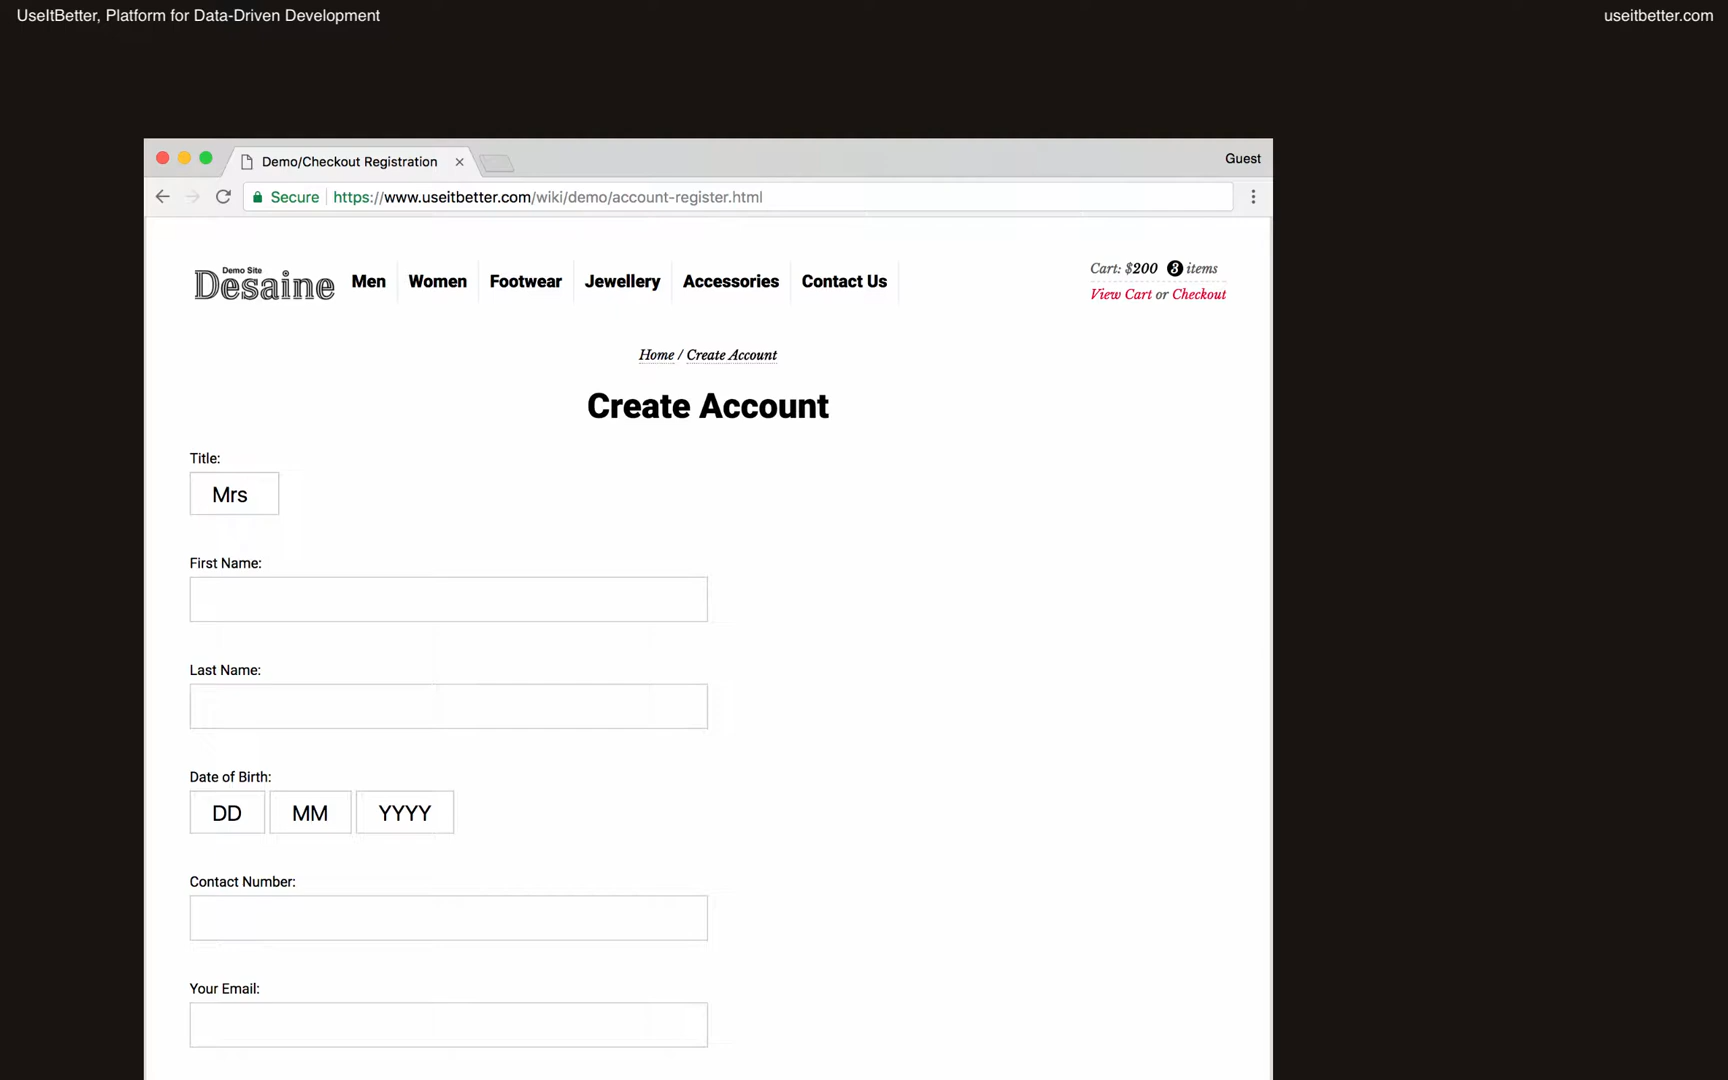 UseItBetter, Platform for Data-Driven Development
useitbetter.com
Demo/Checkout Registration
Guest
Secure https://www.useitbetter.com/wiki/demo/account-register.html
Demo Site
Desaine
Men Women Footwear Jewellery Accessories Contact Us
Cart: $200 3 items
View Cart or Checkout
Home / Create Account
Create Account
Title:
Mrs
First Name:
Last Name:
Date of Birth:
DD MM YYYY
Contact Number:
Your Email: